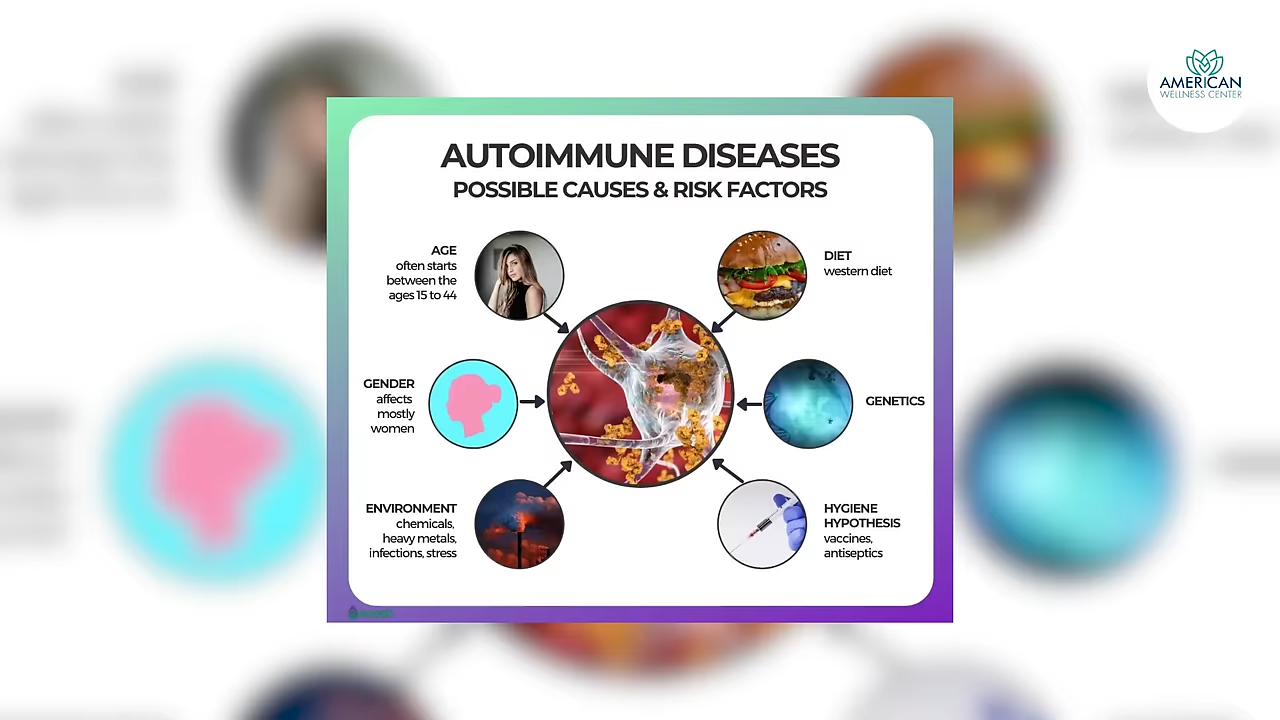 AMERICAN
WELLNESS CENTER
AUTOIMMUNE DISEASES
POSSIBLE CAUSES & RISK FACTORS
AGE
often starts
between the
ages 15 to 44
DIET
western diet
GENDER
affects
mostly
women
GENETICS
ENVIRONMENT
chemicals,
heavy metals,
infections, stress
HYGIENE
HYPOTHESIS
vaccines,
antiseptics